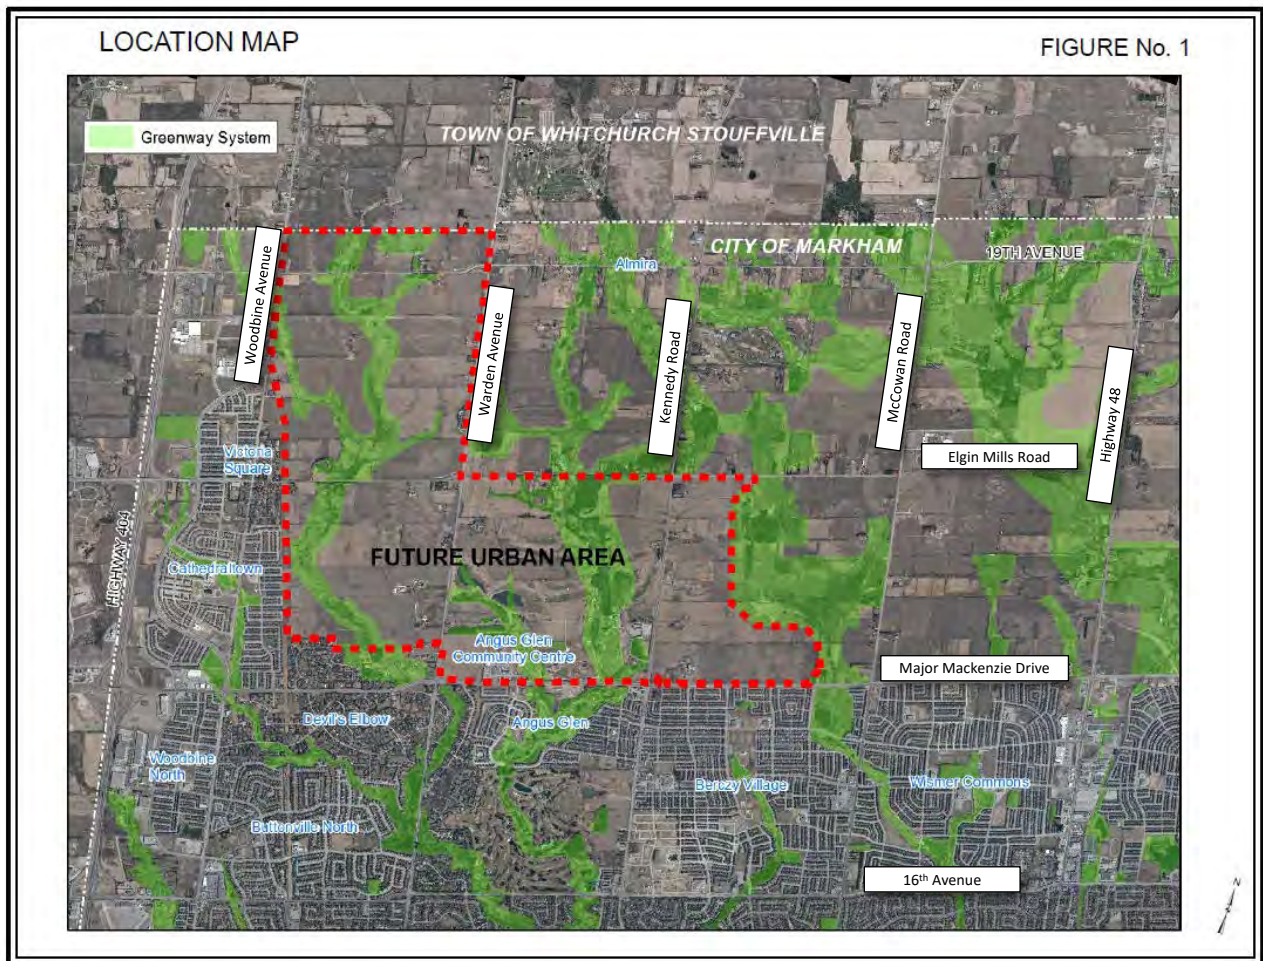 LOCATION MAP
FIGURE No. 1
Greenway System
TOWN OF WHITCHURCH STOUFFVILLE
CITY OF MARKHAM
19TH AVENUE
Almira
Woodbine Avenue
Warden Avenue
Kennedy Road
McCowan Road
Highway 48
Elgin Mills Road
Victoria
Square
HIGHWAY 404
Cathedraltown
FUTURE URBAN AREA
Angus Glen
Community Centre
Major Mackenzie Drive
Devil's Elbow
Angus Glen
Woodbine
North
Berczy Village
Wismer Commons
Buttonville North
16th Avenue
N